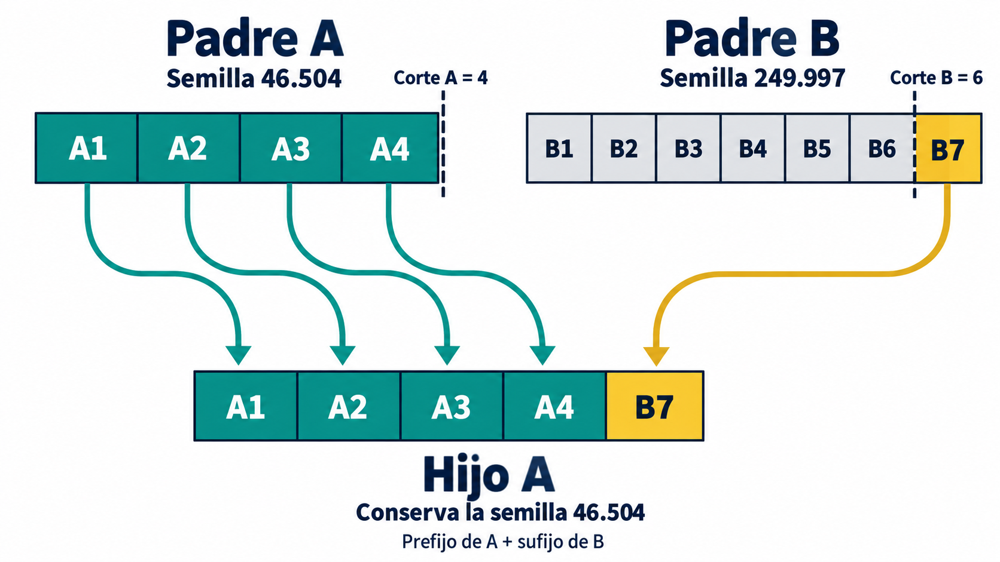 Padre A
Semilla 46.504
Corte A = 4
A1 A2 A3 A4
Padre B
Semilla 249.997
Corte B = 6
B1 B2 B3 B4 B5 B6 B7
A1 A2 A3 A4 B7
Hijo A
Conserva la semilla 46.504
Prefijo de A + sufijo de B